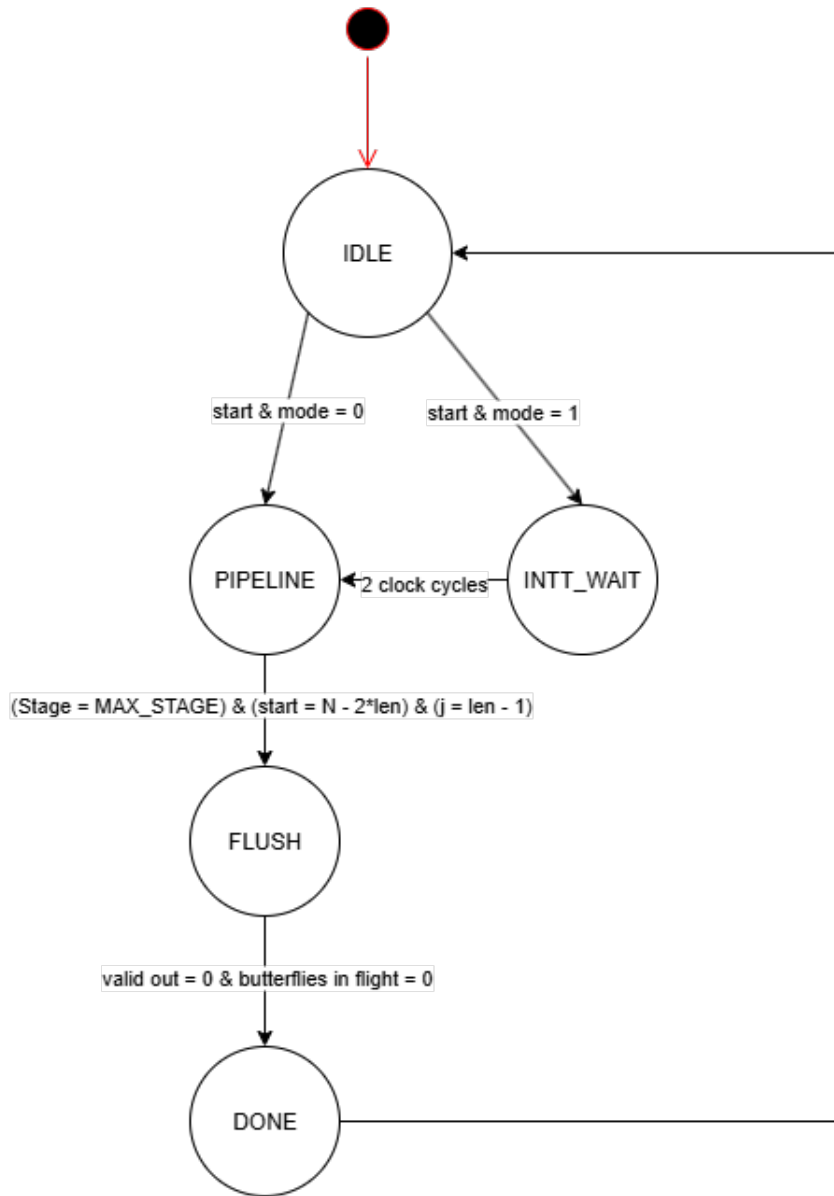 IDLE
start & mode = 0
start & mode = 1
PIPELINE
2 clock cycles
INTT_WAIT
(Stage = MAX_STAGE) & (start = N - 2*len) & (j = len - 1)
FLUSH
valid out = 0 & butterflies in flight = 0
DONE